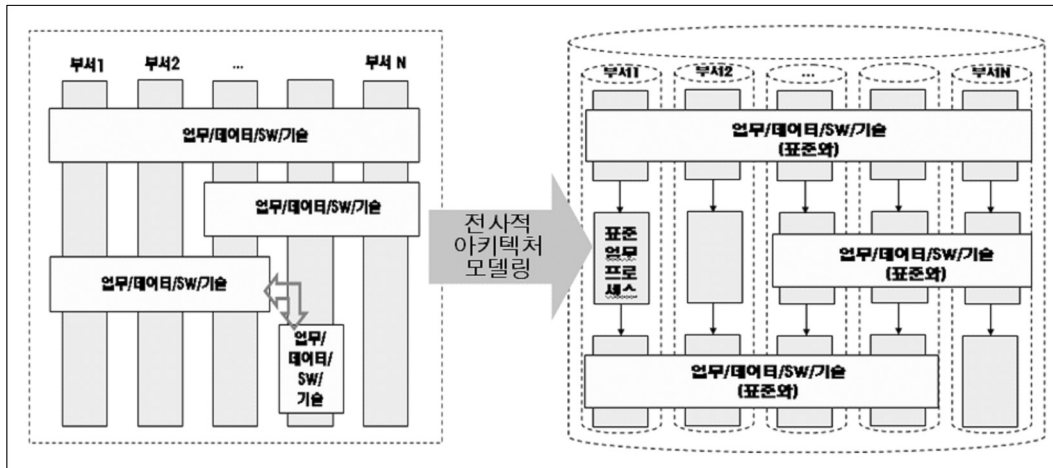 부서1 부서2 ... 부서 N
업무/데이터/SW/기술
업무/데이터/SW/기술
업무/데이터/SW/기술
업무/
데이터/
SW/
기술
전사적
아키텍처
모델링
부서1 부서2 ... 부서N
업무/데이터/SW/기술
(표준와)
표준
업무
프로
세스
업무/데이터/SW/기술
(표준와)
업무/데이터/SW/기술
(표준와)